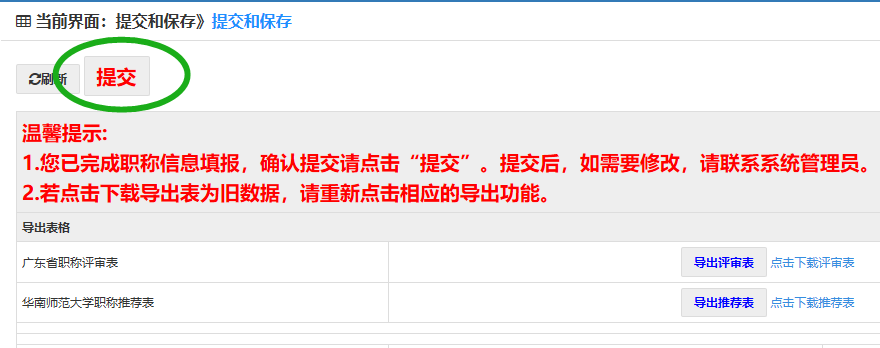 当前界面：提交和保存》提交和保存
刷新 提交
温馨提示:
1.您已完成职称信息填报，确认提交请点击“提交”。提交后，如需要修改，请联系系统管理员。
2.若点击下载导出表为旧数据，请重新点击相应的导出功能。
导出表格
广东省职称评审表 导出评审表 点击下载评审表
华南师范大学职称推荐表 导出推荐表 点击下载推荐表